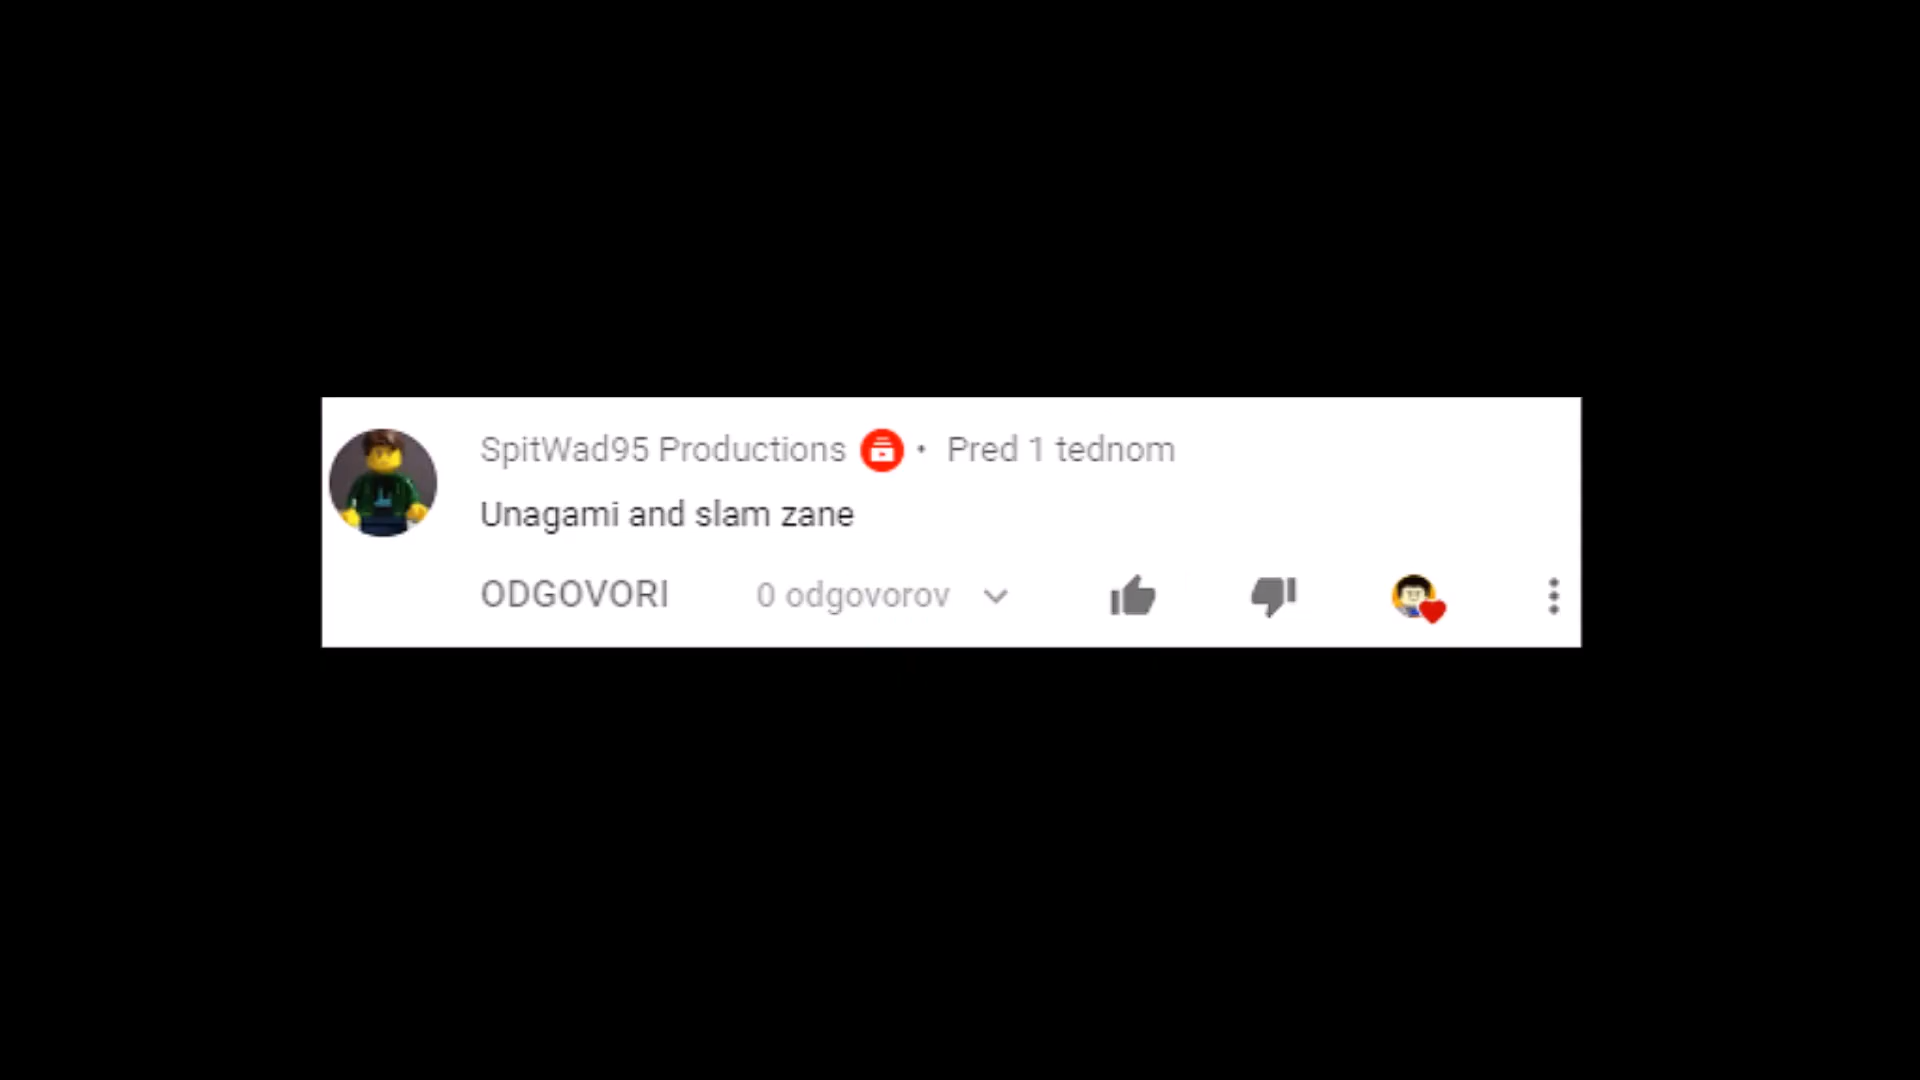 SpitWad95 Productions • Pred 1 tednom
Unagami and slam zane
ODGOVORI 0 odgovorov